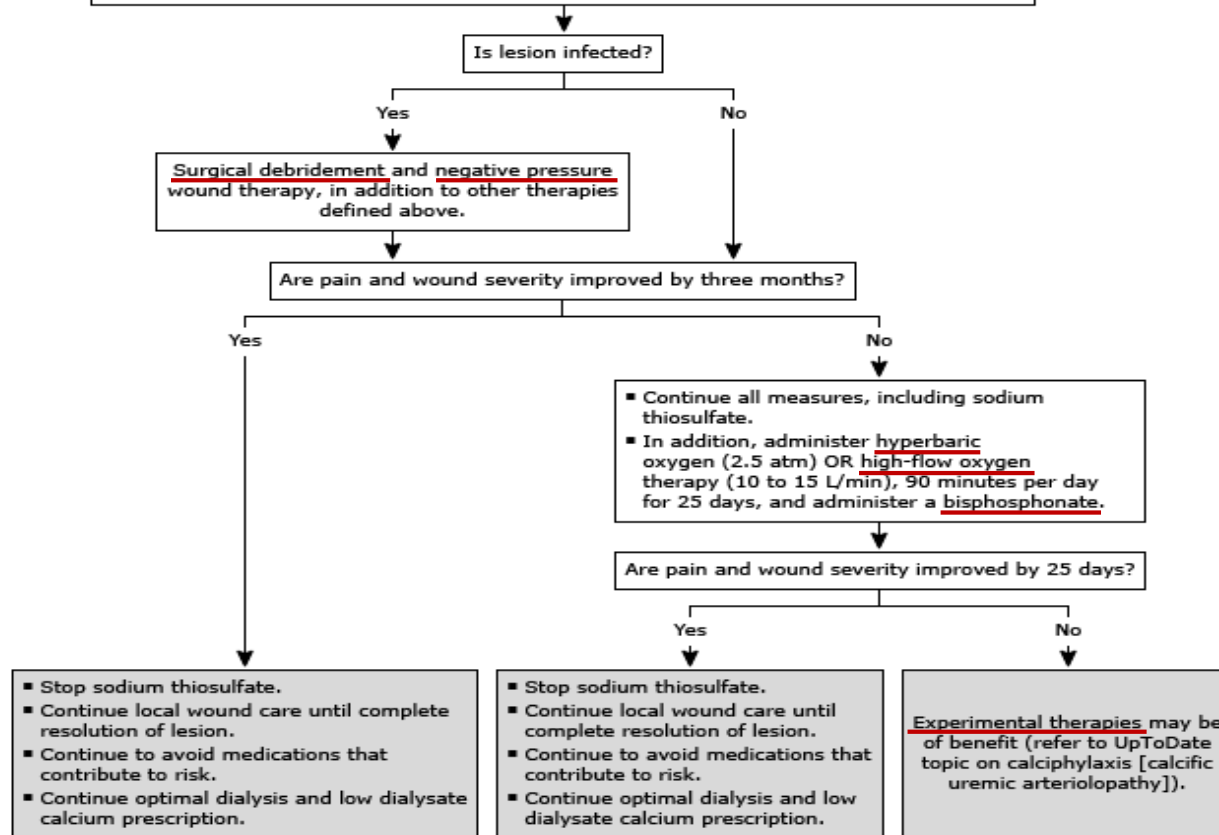 Is lesion infected?
Yes
No
Surgical debridement and negative pressure
wound therapy, in addition to other therapies
defined above.
Are pain and wound severity improved by three months?
Yes
No
▪ Continue all measures, including sodium
thiosulfate.
▪ In addition, administer hyperbaric
oxygen (2.5 atm) OR high-flow oxygen
therapy (10 to 15 L/min), 90 minutes per day
for 25 days, and administer a bisphosphonate.
Are pain and wound severity improved by 25 days?
Yes
No
▪ Stop sodium thiosulfate.
▪ Continue local wound care until complete
resolution of lesion.
▪ Continue to avoid medications that
contribute to risk.
▪ Continue optimal dialysis and low dialysate
calcium prescription.
▪ Stop sodium thiosulfate.
▪ Continue local wound care until
complete resolution of lesion.
▪ Continue to avoid medications that
contribute to risk.
▪ Continue optimal dialysis and low
dialysate calcium prescription.
Experimental therapies may be
of benefit (refer to UpToDate
topic on calciphylaxis [calcific
uremic arteriolopathy]).